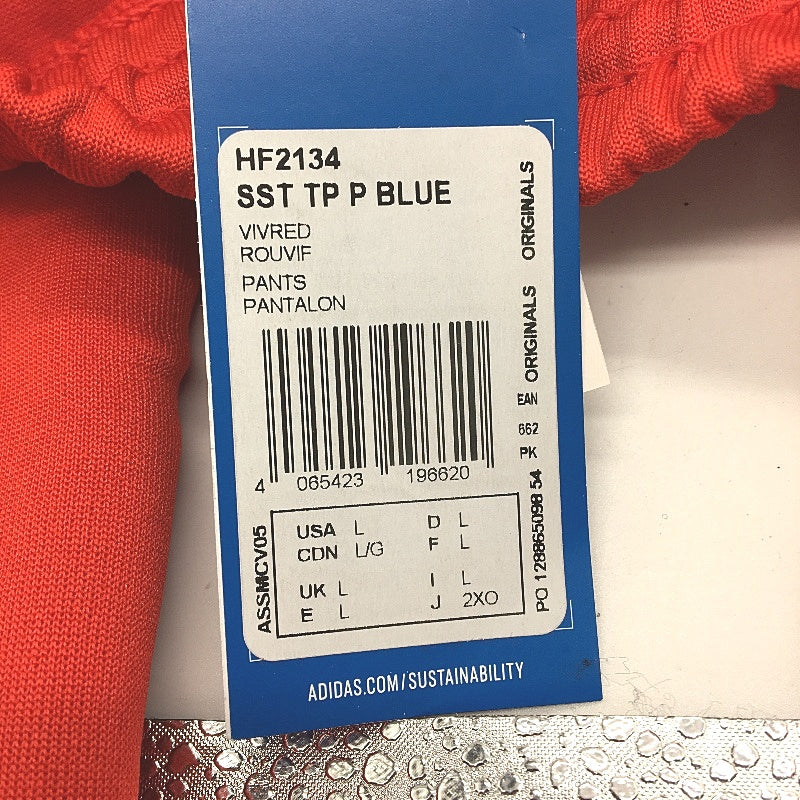 HF2134
SST TP P BLUE
VIVRED
ROUVIF
PANTS
PANTALON
ORIGINALS
ORIGINALS
EAN
662
PK
4 065423 196620
PO 128865098 54
ASSMCV05
USA L D L
CDN L/G F L
UK L I L
E L J 2XO
ADIDAS.COM/SUSTAINABILITY